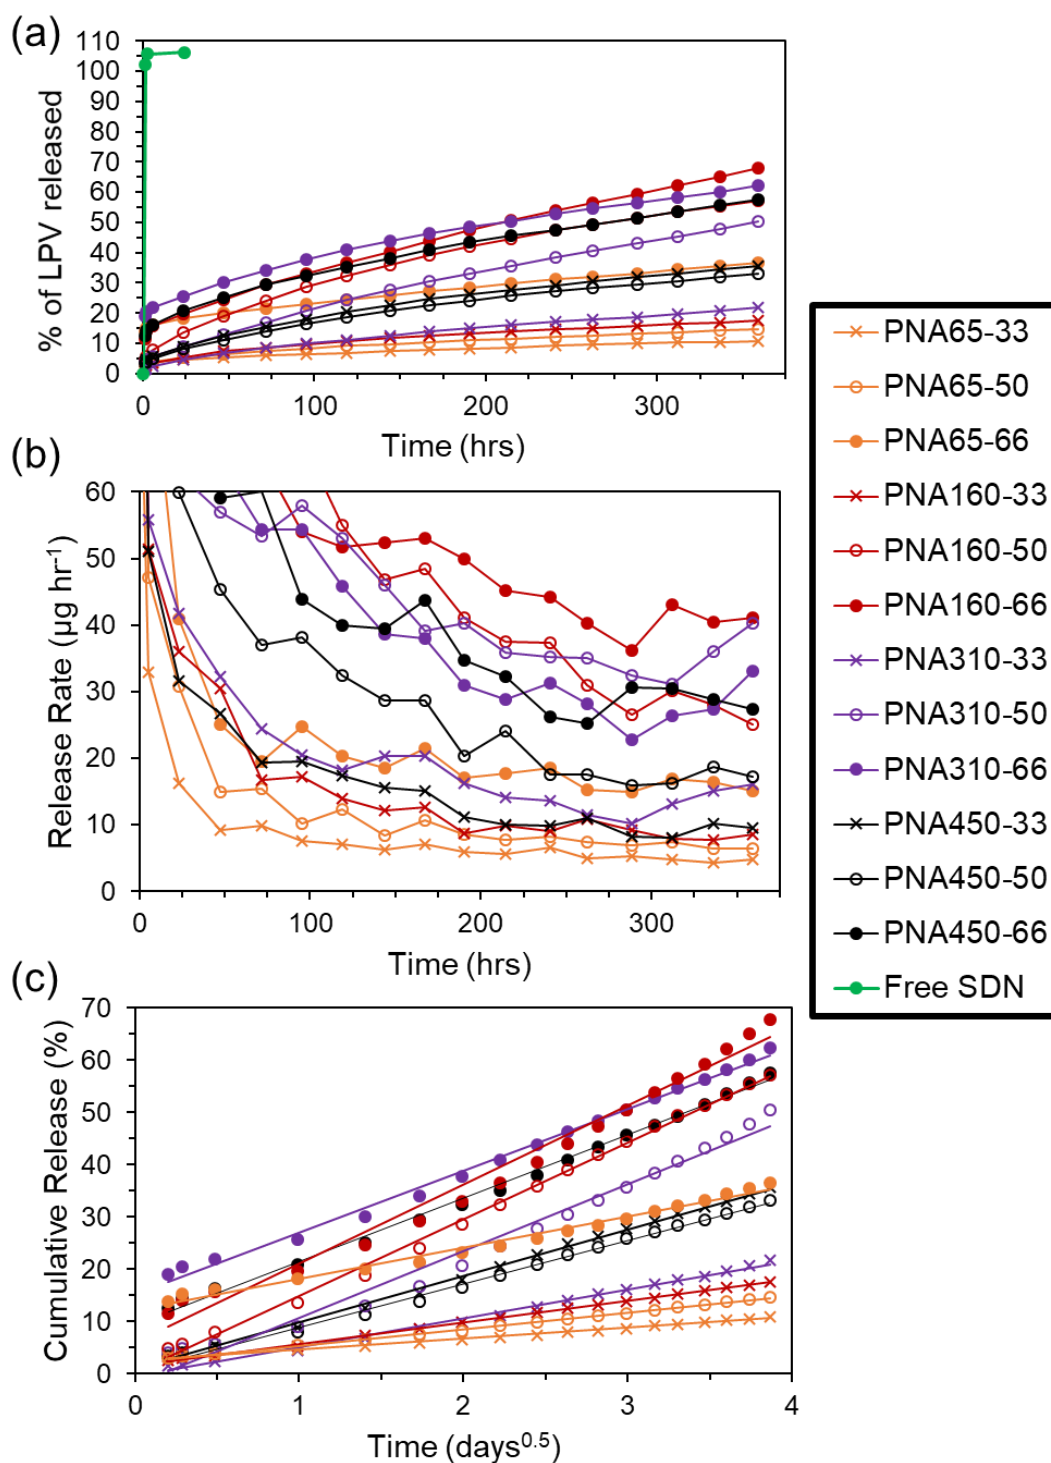 (a)
% of LPV released
110
100
90
80
70
60
50
40
30
20
10
0
0
100
200
300
Time (hrs)
(b)
Release Rate (µg hr⁻¹)
60
50
40
30
20
10
0
0
100
200
300
Time (hrs)
(c)
Cumulative Release (%)
70
60
50
40
30
20
10
0
0
1
2
3
4
Time (days⁰·⁵)
PNA65-33
PNA65-50
PNA65-66
PNA160-33
PNA160-50
PNA160-66
PNA310-33
PNA310-50
PNA310-66
PNA450-33
PNA450-50
PNA450-66
Free SDN